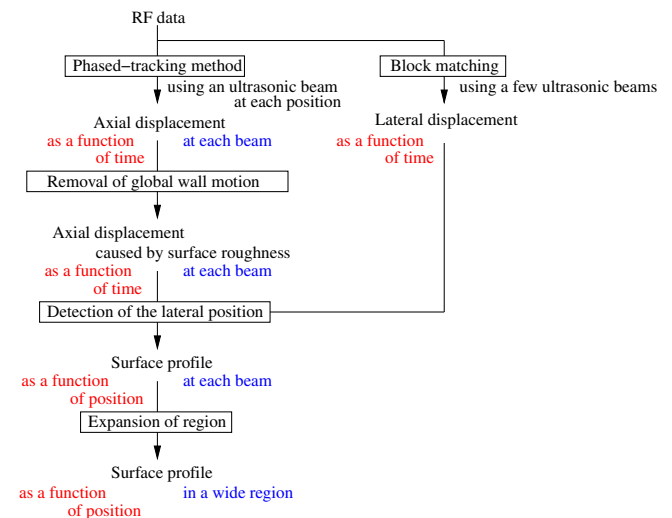 RF data
Phased−tracking method
using an ultrasonic beam
at each position
Block matching
using a few ultrasonic beams
Axial displacement
as a function
of time
at each beam
Lateral displacement
as a function
of time
Removal of global wall motion
Axial displacement
caused by surface roughness
as a function
of time
at each beam
Detection of the lateral position
Surface profile
as a function
of position
at each beam
Expansion of region
Surface profile
as a function
of position
in a wide region